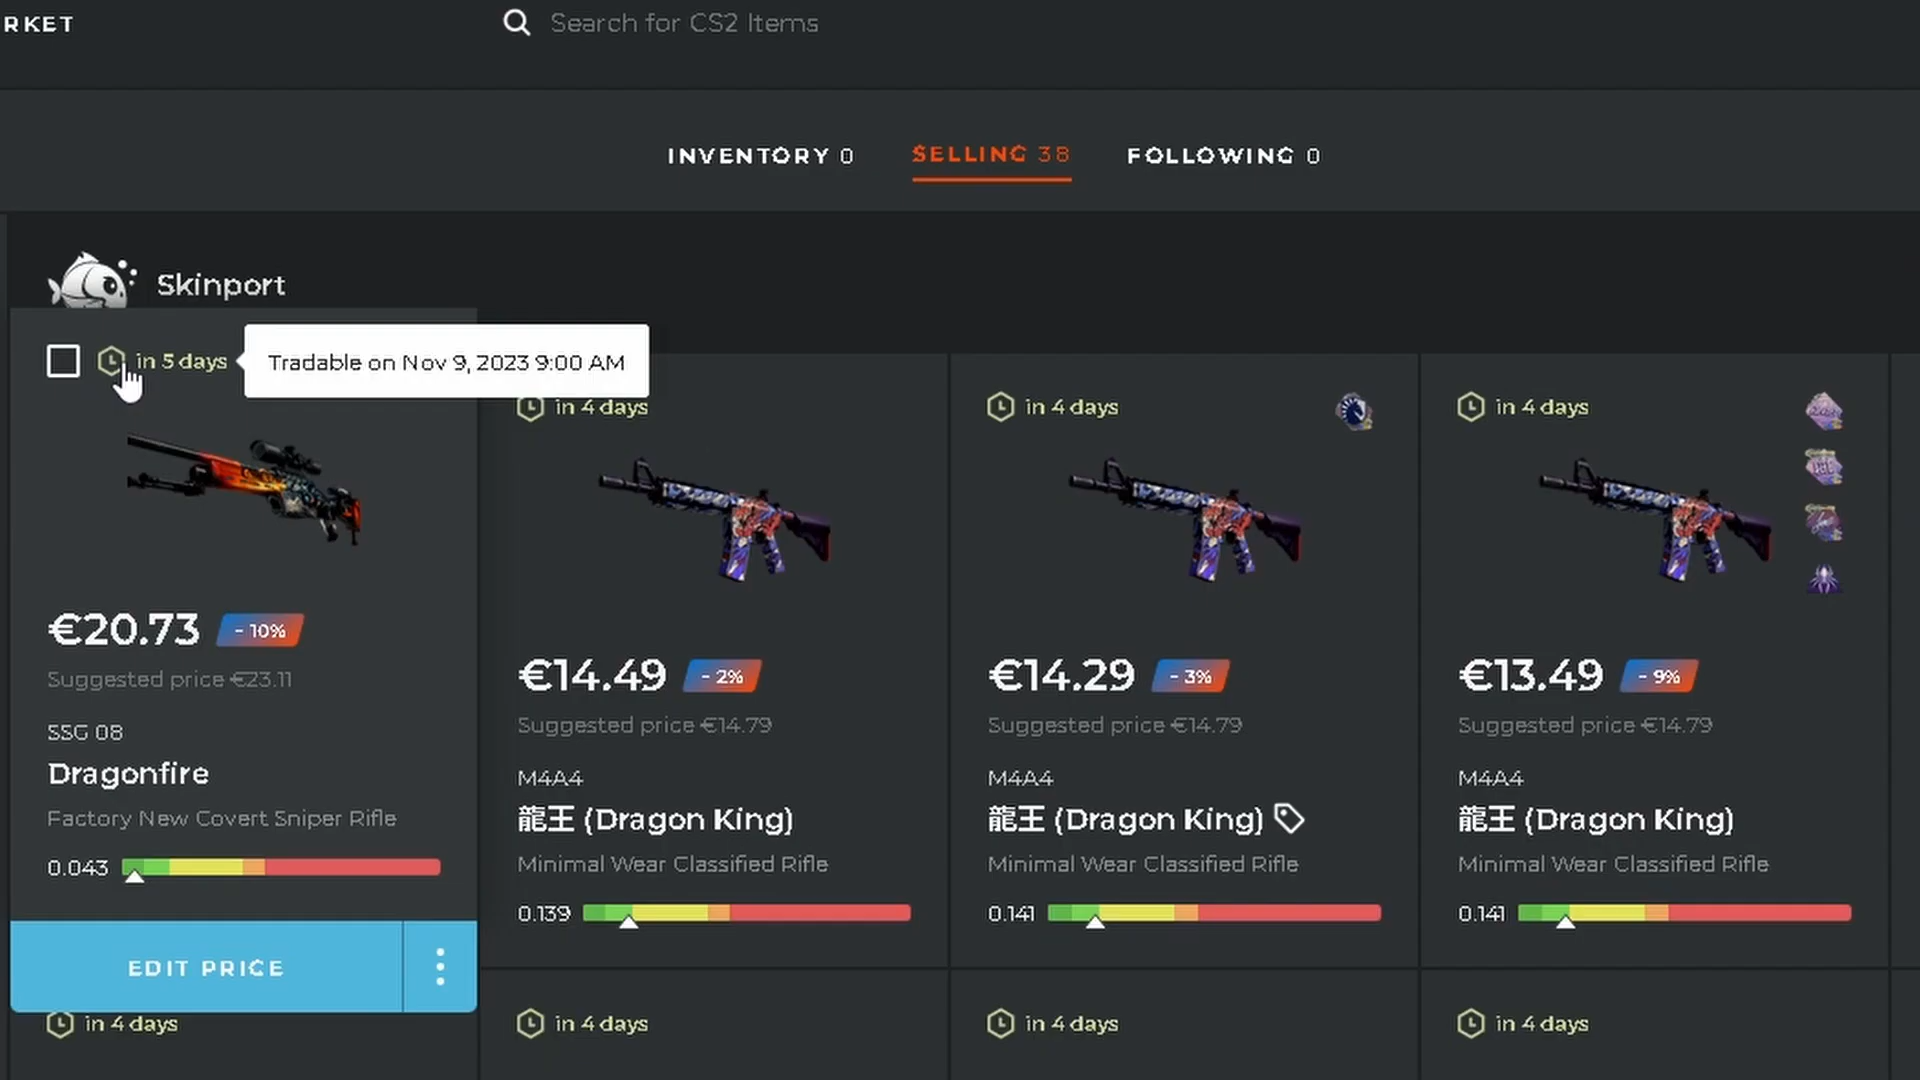 RKET
Search for CS2 Items
INVENTORY 0
SELLING 38
FOLLOWING 0
Skinport
in 5 days
Tradable on Nov 9, 2023 9:00 AM
€20.73
- 10%
Suggested price €23.11
SSG 08
Dragonfire
Factory New Covert Sniper Rifle
0.043
EDIT PRICE
in 4 days
€14.49
- 2%
Suggested price €14.79
M4A4
龍王 (Dragon King)
Minimal Wear Classified Rifle
0.139
in 4 days
€14.29
- 3%
Suggested price €14.79
M4A4
龍王 (Dragon King)
Minimal Wear Classified Rifle
0.141
in 4 days
€13.49
- 9%
Suggested price €14.79
M4A4
龍王 (Dragon King)
Minimal Wear Classified Rifle
0.141
in 4 days
in 4 days
in 4 days
in 4 days